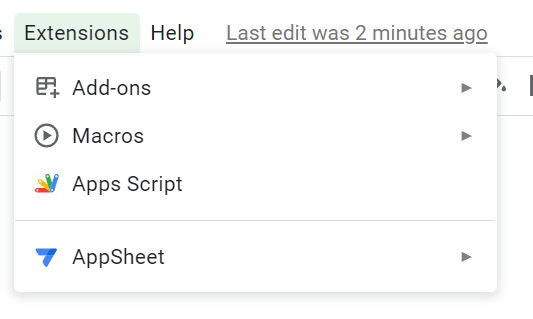 Extensions Help Last edit was 2 minutes ago
Add-ons
Macros
Apps Script
AppSheet